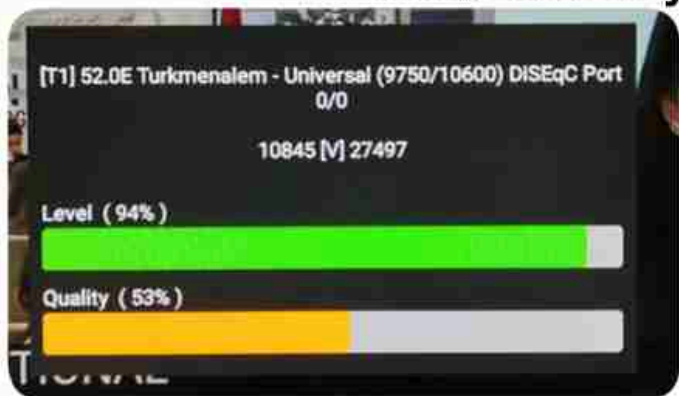 [T1] 52.0E Turkmenalem - Universal (9750/10600) DiSEqC Port
0/0
10845 [V] 27497
Level ( 94% )
Quality ( 53% )